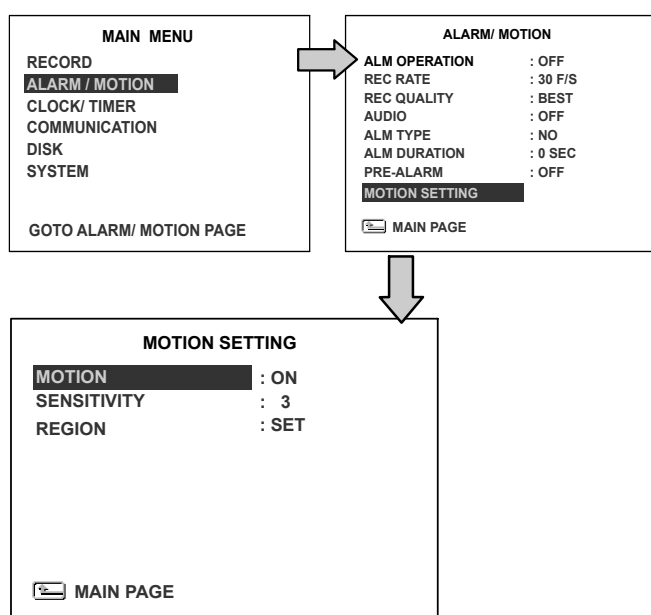 MAIN MENU
RECORD
ALARM / MOTION
CLOCK/ TIMER
COMMUNICATION
DISK
SYSTEM
GOTO ALARM/ MOTION PAGE
ALARM/ MOTION
ALM OPERATION : OFF
REC RATE : 30 F/S
REC QUALITY : BEST
AUDIO : OFF
ALM TYPE : NO
ALM DURATION : 0 SEC
PRE-ALARM : OFF
MOTION SETTING
MAIN PAGE
MOTION SETTING
MOTION : ON
SENSITIVITY : 3
REGION : SET
MAIN PAGE